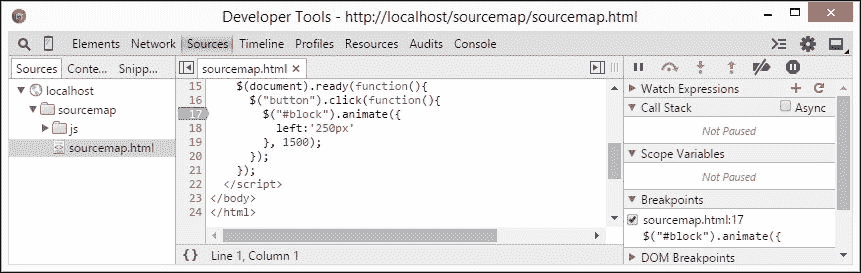 Developer Tools - http://localhost/sourcemap/sourcemap.html
Elements Network Sources Timeline Profiles Resources Audits Console
Sources Conte... Snipp...
localhost
sourcemap
js
sourcemap.html
sourcemap.html ×
15 $(document).ready(function(){
16 $("button").click(function(){
17 $("#block").animate({
18 left:'250px'
19 }, 1500);
20 });
21 });
22 </script>
23 </body>
24 </html>
{} Line 1, Column 1
Watch Expressions
Call Stack Async
Not Paused
Scope Variables
Not Paused
Breakpoints
sourcemap.html:17
$("#block").animate({
DOM Breakpoints